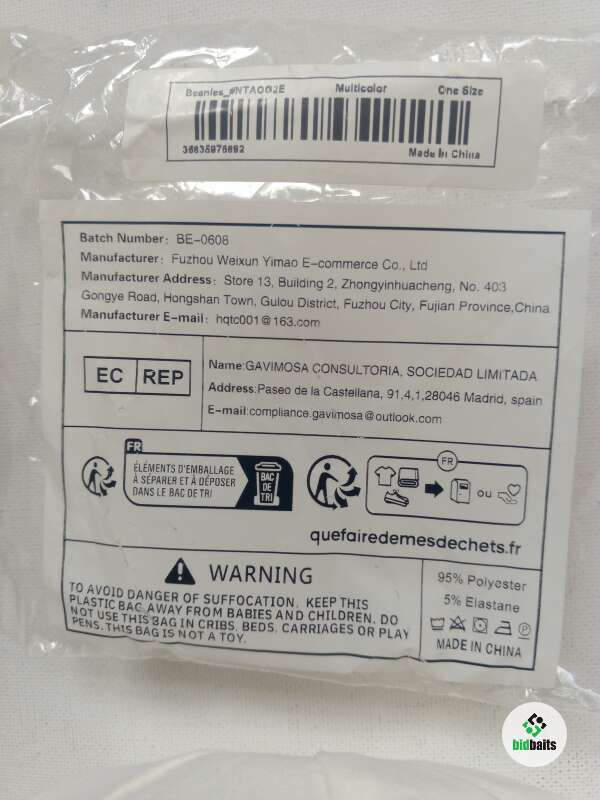 Beanies_#NTAO02E Multicolor One Size
35835975692
Made In China
Batch Number: BE-0608
Manufacturer: Fuzhou Weixun Yimao E-commerce Co., Ltd
Manufacturer Address: Store 13, Building 2, Zhongyinhuacheng, No. 403
Gongye Road, Hongshan Town, Gulou District, Fuzhou City, Fujian Province,China
Manufacturer E-mail: hqtc001@163.com
EC REP
Name:GAVIMOSA CONSULTORIA, SOCIEDAD LIMITADA
Address:Paseo de la Castellana, 91,4,1,28046 Madrid, spain
E-mail:compliance.gavimosa@outlook.com
FR
ÉLÉMENTS D'EMBALLAGE
À SÉPARER ET À DÉPOSER
DANS LE BAC DE TRI
BAC
DE
TRI
FR
ou
quefairedemesdechets.fr
WARNING
TO AVOID DANGER OF SUFFOCATION, KEEP THIS
PLASTIC BAG AWAY FROM BABIES AND CHILDREN. DO
NOT USE THIS BAG IN CRIBS, BEDS, CARRIAGES OR PLAY
PENS. THIS BAG IS NOT A TOY.
95% Polyester
5% Elastane
P
MADE IN CHINA
bidbaits